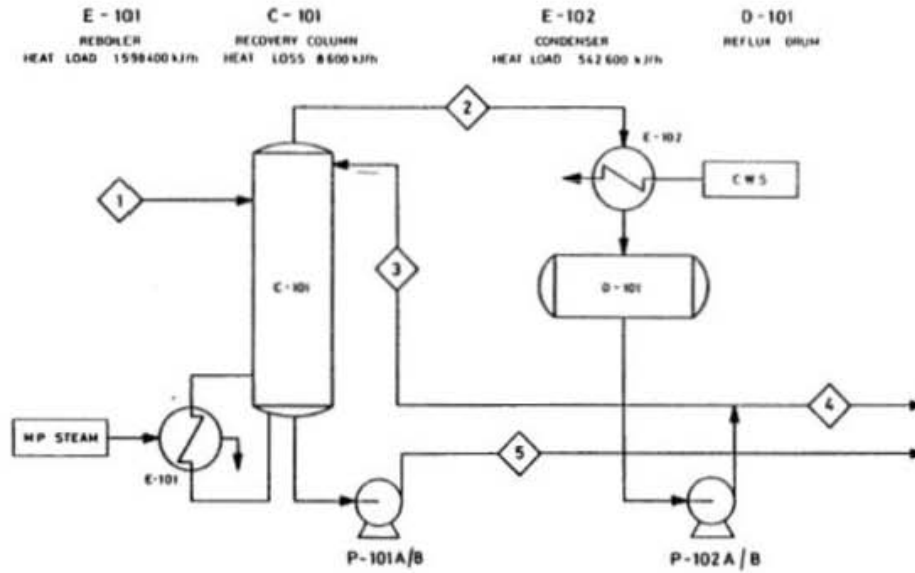 E-101 C-101 E-102 D-101
REBOILER RECOVERY COLUMN CONDENSER REFLUX DRUM
HEAT LOAD 1598400 kJ/h HEAT LOSS 8600 kJ/h HEAT LOAD 542600 kJ/h
2
E-102
CWS
1
3
C-101
D-101
4
MP STEAM
5
E-101
P-101A/B
P-102A/B